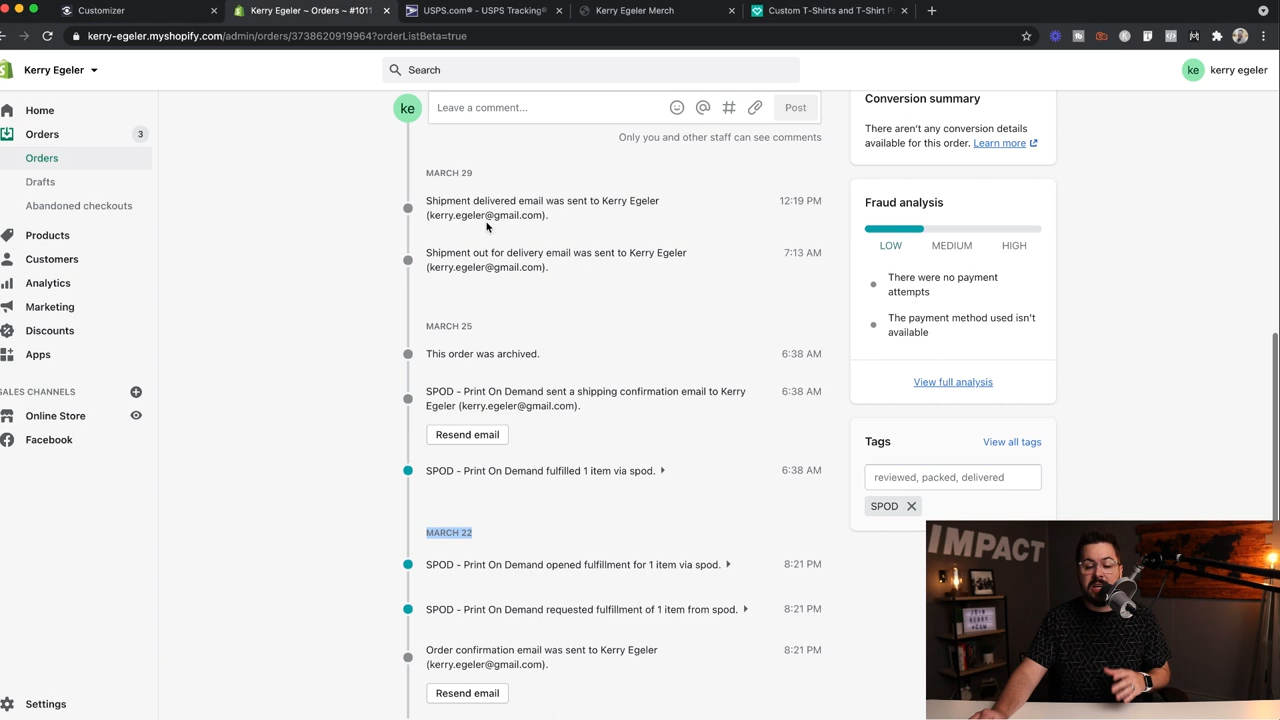 Customizer
Kerry Egeler ~ Orders ~ #1011
USPS.com® - USPS Tracking®
Kerry Egeler Merch
Custom T-Shirts and T-Shirt P
kerry-egeler.myshopify.com/admin/orders/3738620919964?orderListBeta=true
Kerry Egeler
Search
ke
kerry egeler
Home
Orders
3
Orders
Drafts
Abandoned checkouts
Products
Customers
Analytics
Marketing
Discounts
Apps
SALES CHANNELS
Online Store
Facebook
Settings
ke
Leave a comment...
Post
Only you and other staff can see comments
MARCH 29
Shipment delivered email was sent to Kerry Egeler
12:19 PM
(kerry.egeler@gmail.com).
Shipment out for delivery email was sent to Kerry Egeler
7:13 AM
(kerry.egeler@gmail.com).
MARCH 25
This order was archived.
6:38 AM
SPOD - Print On Demand sent a shipping confirmation email to Kerry
6:38 AM
Egeler (kerry.egeler@gmail.com).
Resend email
SPOD - Print On Demand fulfilled 1 item via spod.
6:38 AM
MARCH 22
SPOD - Print On Demand opened fulfillment for 1 item via spod.
8:21 PM
SPOD - Print On Demand requested fulfillment of 1 item from spod.
8:21 PM
Order confirmation email was sent to Kerry Egeler
8:21 PM
(kerry.egeler@gmail.com).
Resend email
Conversion summary
There aren't any conversion details
available for this order. Learn more
Fraud analysis
LOW
MEDIUM
HIGH
There were no payment
attempts
The payment method used isn't
available
View full analysis
Tags
View all tags
reviewed, packed, delivered
SPOD
IMPACT